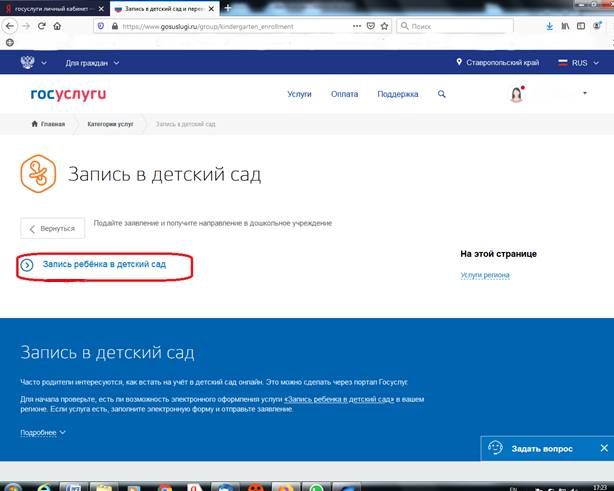 госуслуги личный кабинет —
Запись в детский сад и перев
https://www.gosuslugi.ru/group/kindergarten_enrollment
Поиск
Для граждан
Ставропольский край
RUS
госуслуги
Услуги
Оплата
Поддержка
Главная
Категории услуг
Запись в детский сад
Запись в детский сад
Вернуться
Подайте заявление и получите направление в дошкольное учреждение
Запись ребёнка в детский сад
На этой странице
Услуги региона
Запись в детский сад
Часто родители интересуются, как встать на учёт в детский сад онлайн. Это можно сделать через портал Госуслуг.
Для начала проверьте, есть ли возможность электронного оформления услуги «Запись ребенка в детский сад» в вашем
регионе. Если услуга есть, заполните электронную форму и отправьте заявление.
Подробнее
Задать вопрос
EN
17:23